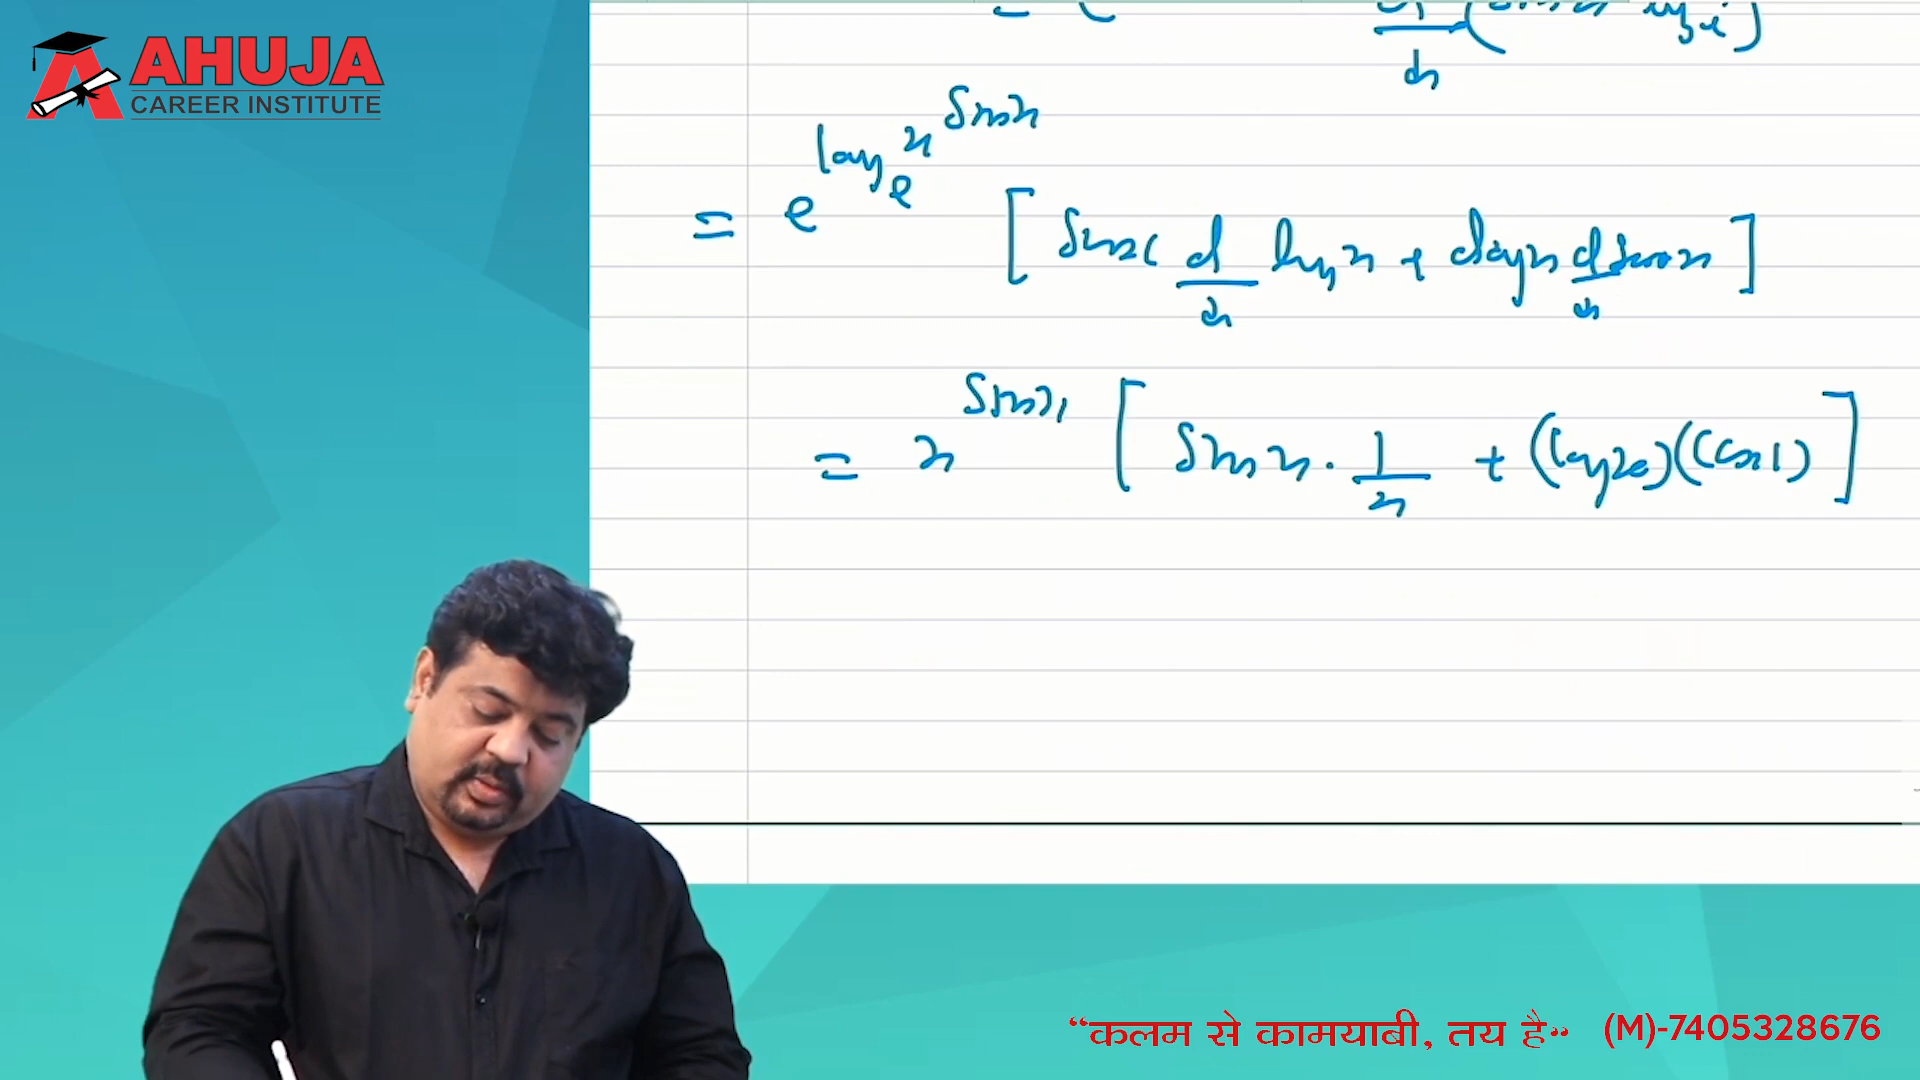 AHUJA
CAREER INSTITUTE
= e^{log_e x^{sin x}} [ sin x d/dx log x + log x d/dx sin x ]
= x^{sin x} [ sin x · 1/x + (log x)(cos x) ]
“कलम से कामयाबी, तय है” (M)-7405328676